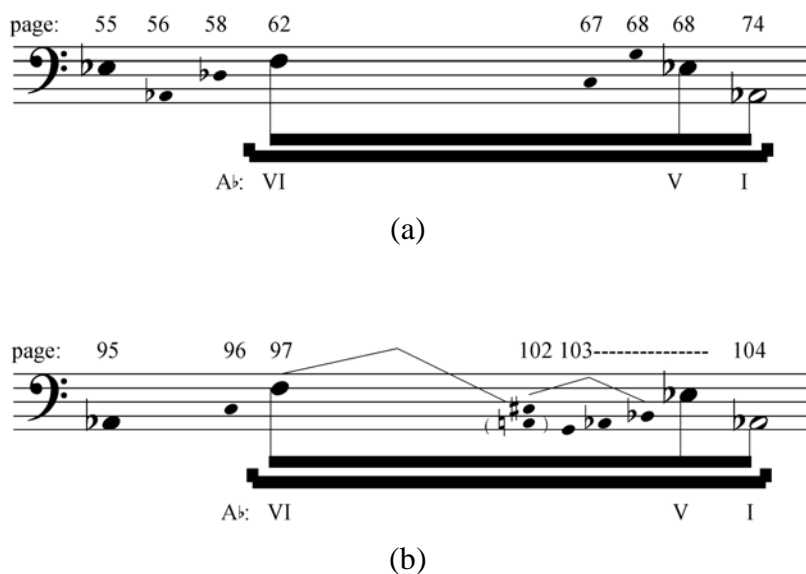 page: 55 56 58 62 67 68 68 74
A♭: VI V I
(a)
page: 95 96 97 102 103--------------- 104
A♭: VI V I
(b)